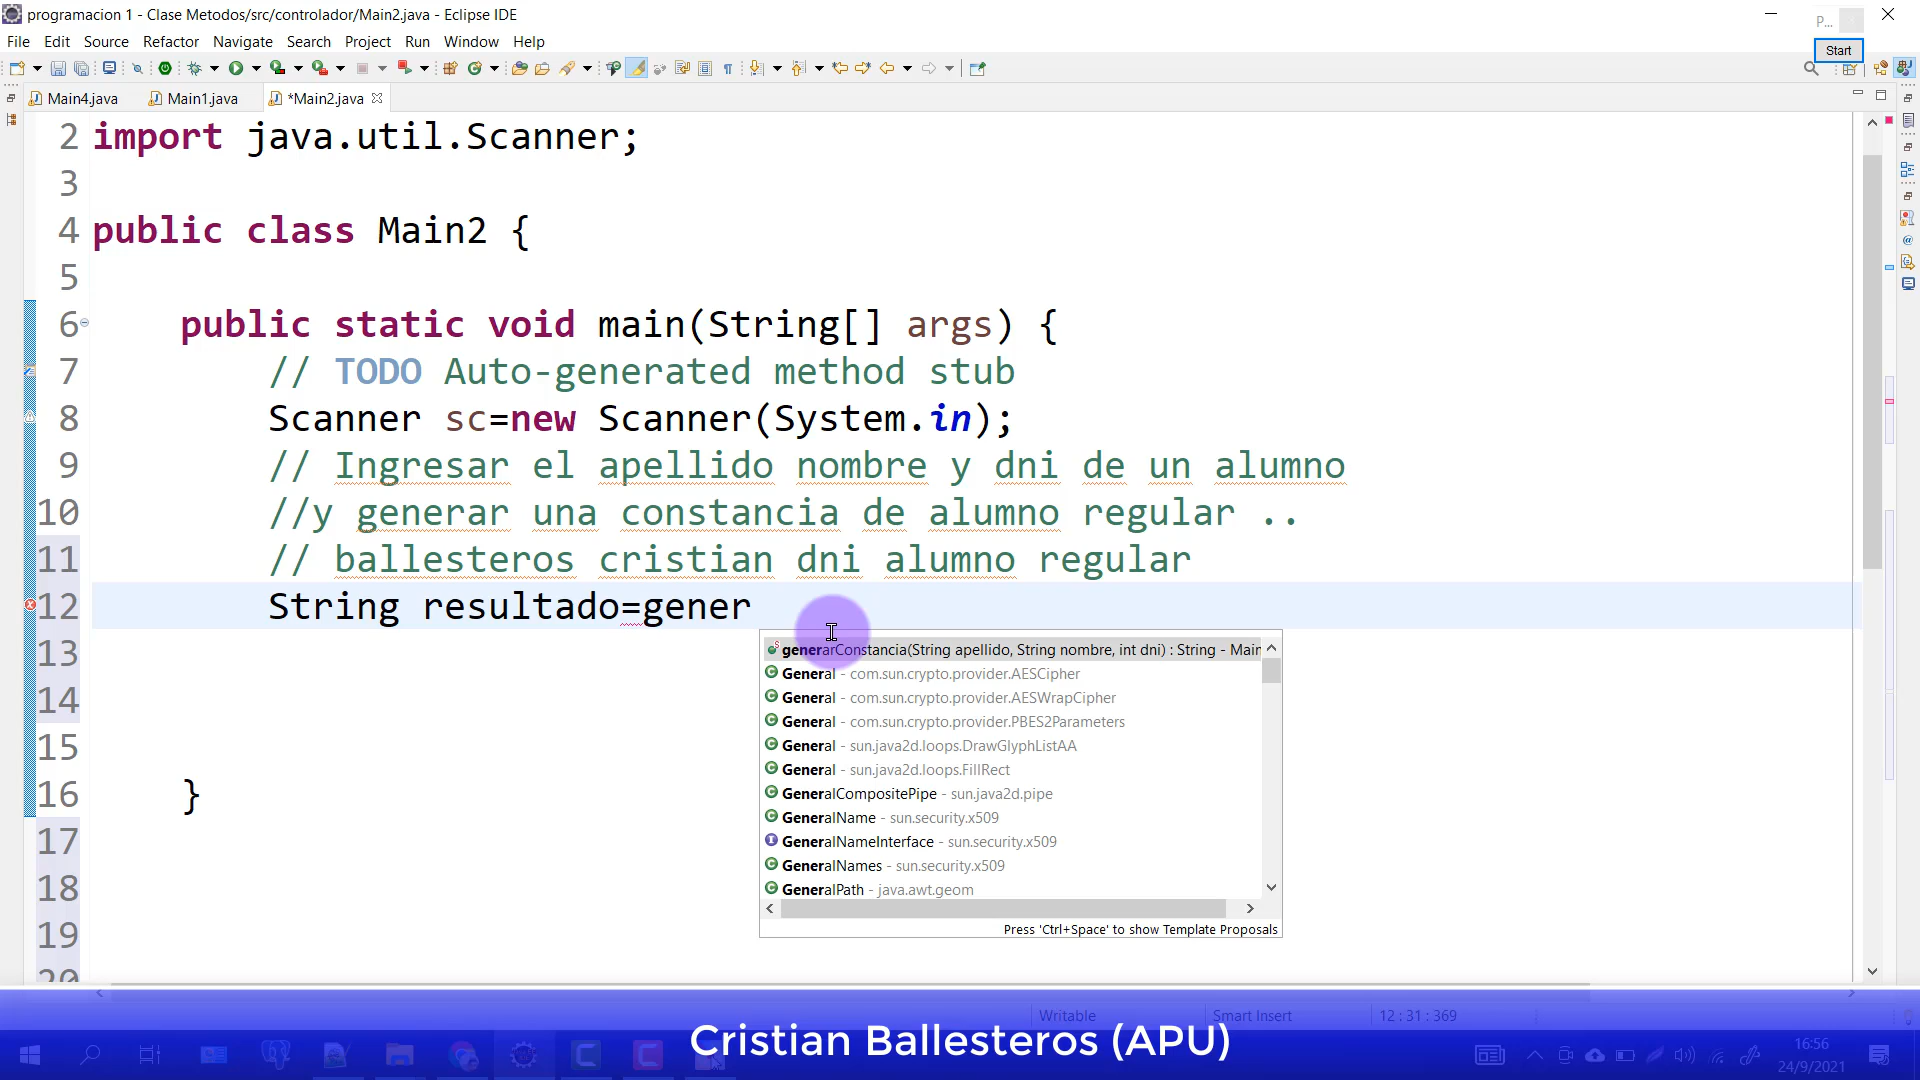 programacion 1 - Clase Metodos/src/controlador/Main2.java - Eclipse IDE
P...
Start
File Edit Source Refactor Navigate Search Project Run Window Help
Main4.java Main1.java *Main2.java
2 import java.util.Scanner;
3
4 public class Main2 {
5
6 public static void main(String[] args) {
7 // TODO Auto-generated method stub
8 Scanner sc=new Scanner(System.in);
9 // Ingresar el apellido nombre y dni de un alumno
10 //y generar una constancia de alumno regular ..
11 // ballesteros cristian dni alumno regular
12 String resultado=gener
13
14
15
16 }
17
18
19
20
generarConstancia(String apellido, String nombre, int dni) : String - Main
General - com.sun.crypto.provider.AESCipher
General - com.sun.crypto.provider.AESWrapCipher
General - com.sun.crypto.provider.PBES2Parameters
General - sun.java2d.loops.DrawGlyphListAA
General - sun.java2d.loops.FillRect
GeneralCompositePipe - sun.java2d.pipe
GeneralName - sun.security.x509
GeneralNameInterface - sun.security.x509
GeneralNames - sun.security.x509
GeneralPath - java.awt.geom
Press 'Ctrl+Space' to show Template Proposals
Writable Smart Insert 12 : 31 : 369
Cristian Ballesteros (APU)
16:56
24/9/2021